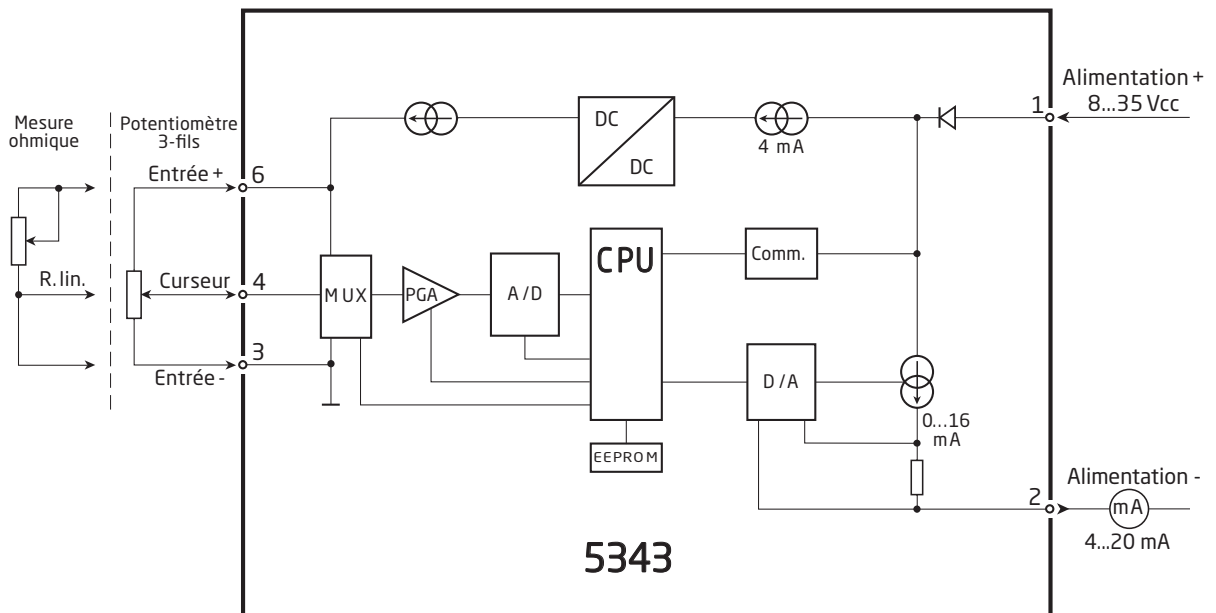 Mesure
ohmique
Potentiomètre
3-fils
Alimentation +
8...35 Vcc
1
DC
DC
4 mA
Entrée +
6
R.lin.
Curseur
4
MUX
PGA
A/D
CPU
Comm.
3
Entrée -
D/A
0...16
mA
EEPROM
Alimentation -
2
mA
4...20 mA
5343